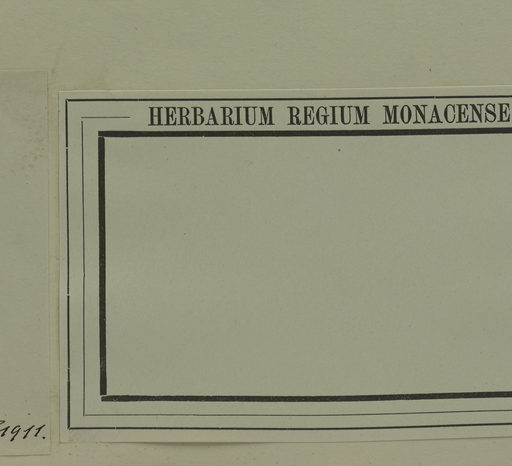 HERBARIUM REGIUM MONACENSE
1911.